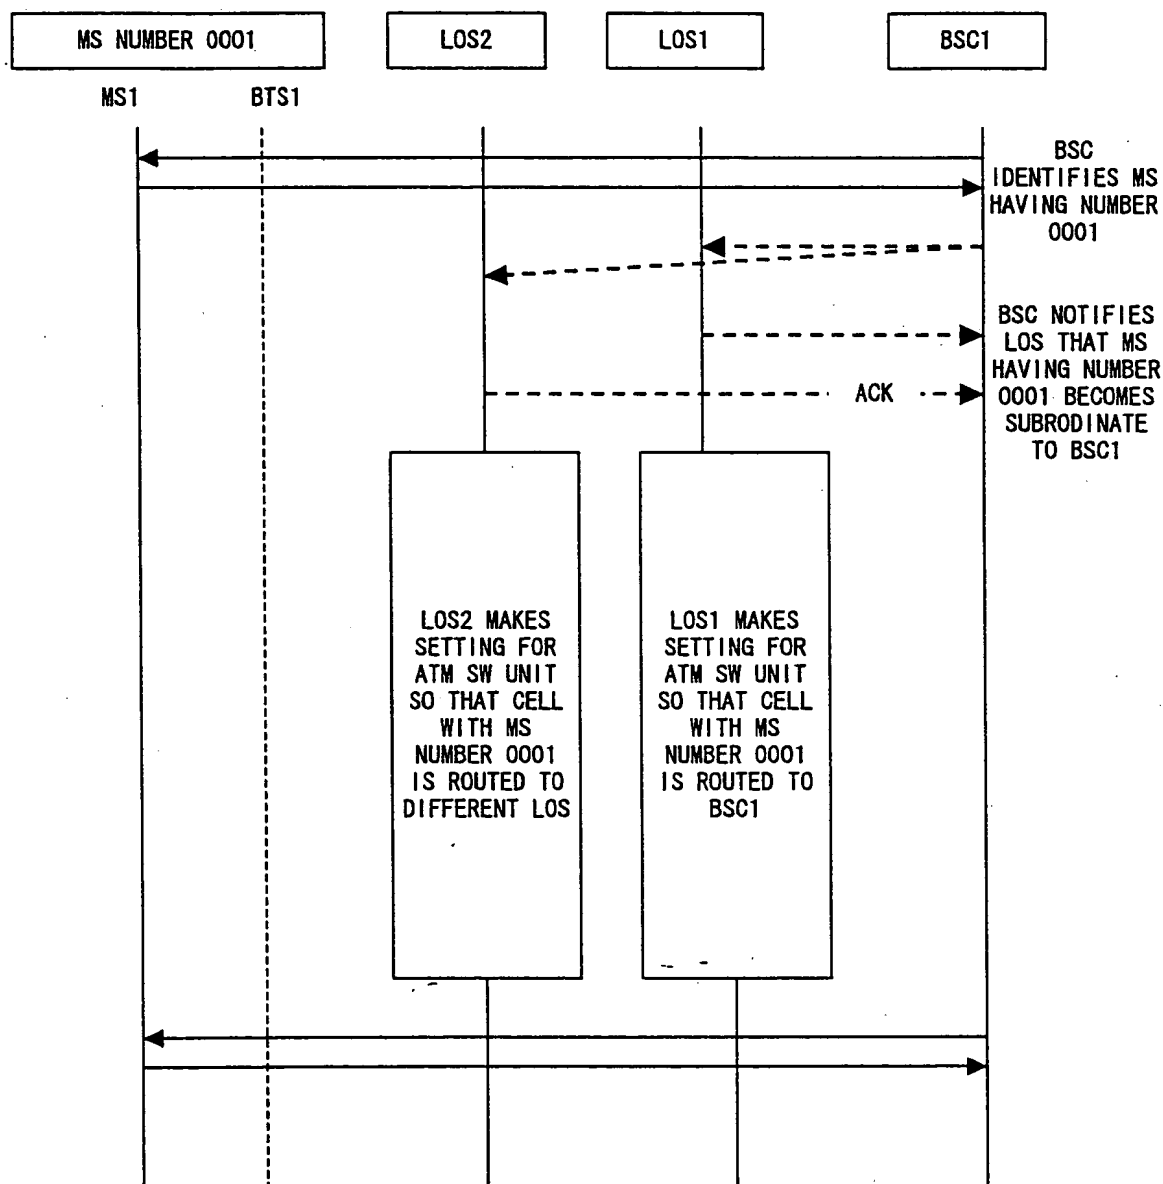 MS NUMBER 0001
LOS2
LOS1
BSC1
MS1
BTS1
BSC
IDENTIFIES MS
HAVING NUMBER
0001
BSC NOTIFIES
LOS THAT MS
HAVING NUMBER
0001 BECOMES
SUBRODINATE
TO BSC1
ACK
LOS2 MAKES
SETTING FOR
ATM SW UNIT
SO THAT CELL
WITH MS
NUMBER 0001
IS ROUTED TO
DIFFERENT LOS
LOS1 MAKES
SETTING FOR
ATM SW UNIT
SO THAT CELL
WITH MS
NUMBER 0001
IS ROUTED TO
BSC1